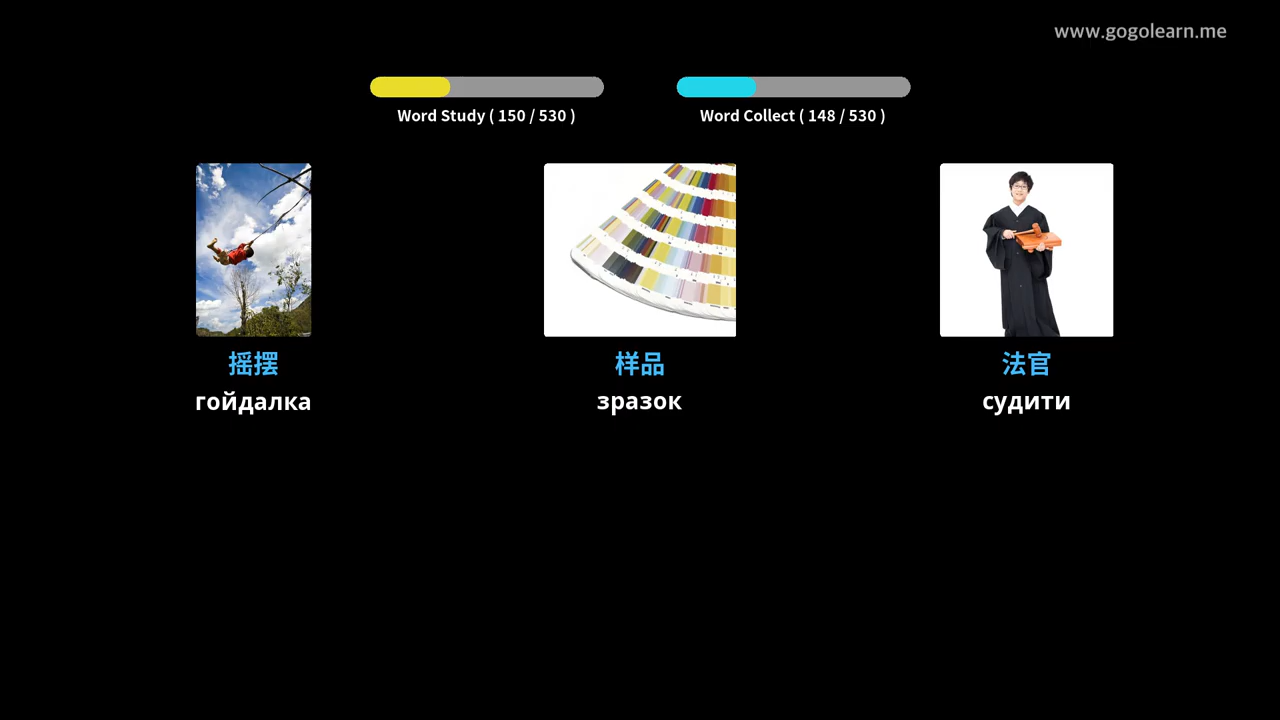 www.gogolearn.me
Word Study ( 150 / 530 )
Word Collect ( 148 / 530 )
摇摆
гойдалка
样品
зразок
法官
судити